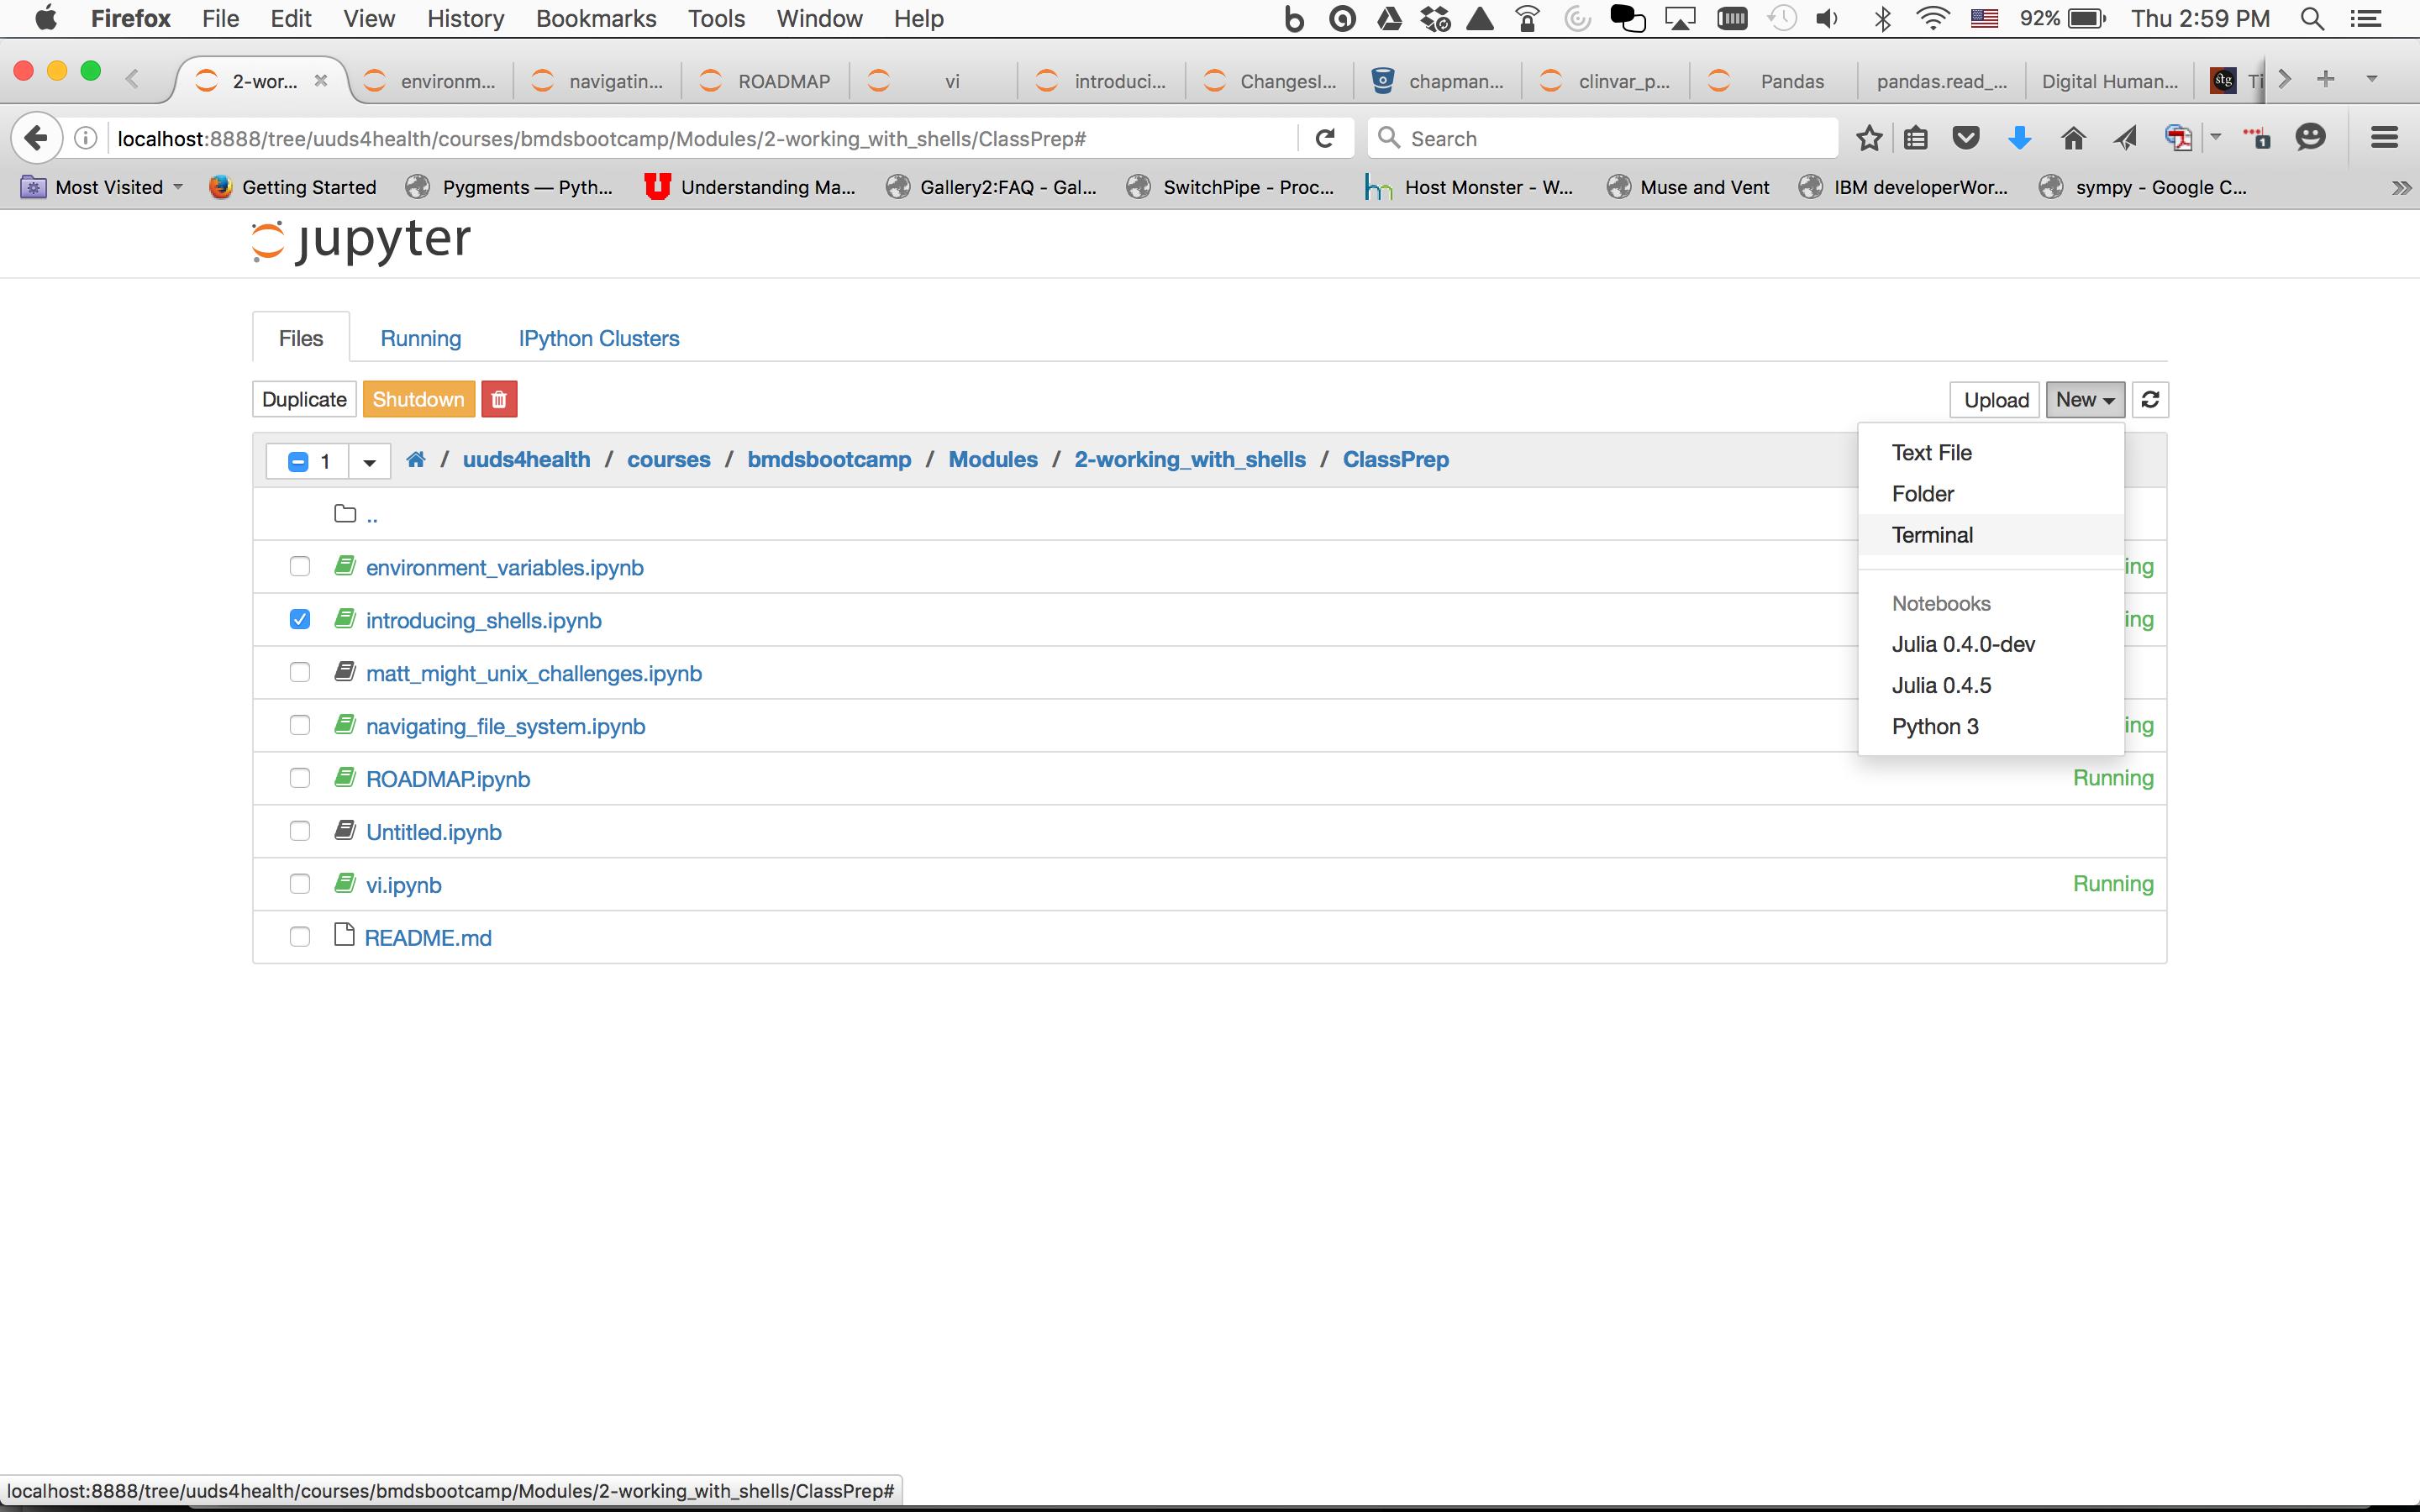 Firefox File Edit View History Bookmarks Tools Window Help 92% Thu 2:59 PM
2-wor... environm... navigatin... ROADMAP vi introduci... ChangesI... chapman... clinvar_p... Pandas pandas.read_... Digital Human... stg Ti
localhost:8888/tree/uuds4health/courses/bmdsbootcamp/Modules/2-working_with_shells/ClassPrep# Search 1
Most Visited Getting Started Pygments — Pyth... Understanding Ma... Gallery2:FAQ - Gal... SwitchPipe - Proc... Host Monster - W... Muse and Vent IBM developerWor... sympy - Google C...
jupyter
Files Running IPython Clusters
Duplicate Shutdown Upload New
1 / uuds4health / courses / bmdsbootcamp / Modules / 2-working_with_shells / ClassPrep
Text File
Folder
Terminal
Notebooks
Julia 0.4.0-dev
Julia 0.4.5
Python 3
..
environment_variables.ipynb ing
introducing_shells.ipynb ing
matt_might_unix_challenges.ipynb
navigating_file_system.ipynb ing
ROADMAP.ipynb Running
Untitled.ipynb
vi.ipynb Running
README.md
localhost:8888/tree/uuds4health/courses/bmdsbootcamp/Modules/2-working_with_shells/ClassPrep#